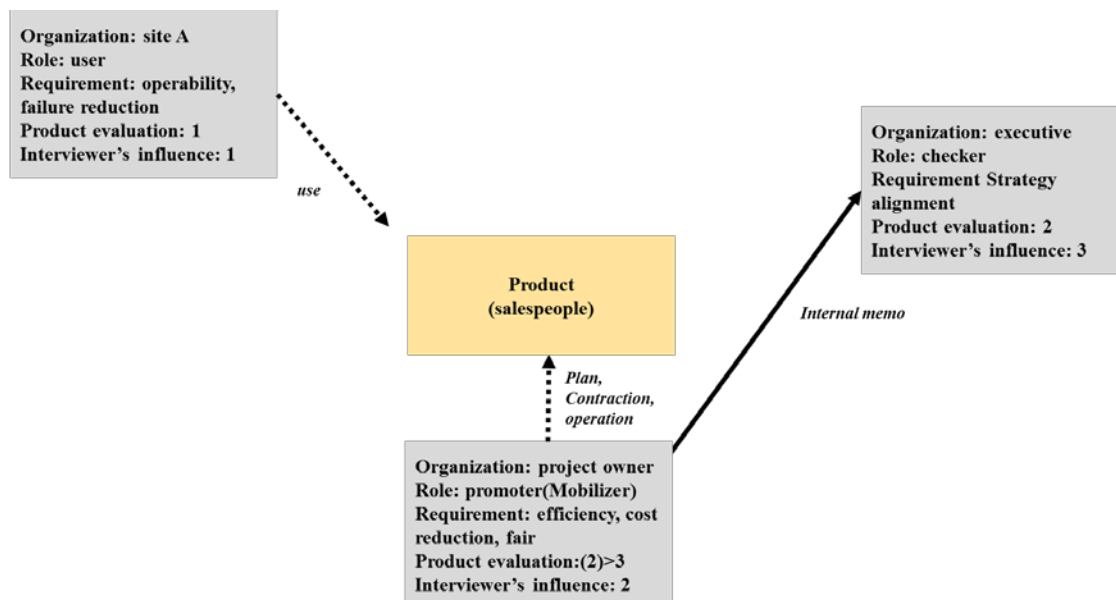 Organization: site A
Role: user
Requirement: operability,
failure reduction
Product evaluation: 1
Interviewer's influence: 1
use
Organization: executive
Role: checker
Requirement Strategy
alignment
Product evaluation: 2
Interviewer's influence: 3
Product
(salespeople)
Internal memo
Plan,
Contraction,
operation
Organization: project owner
Role: promoter(Mobilizer)
Requirement: efficiency, cost
reduction, fair
Product evaluation:(2)>3
Interviewer's influence: 2